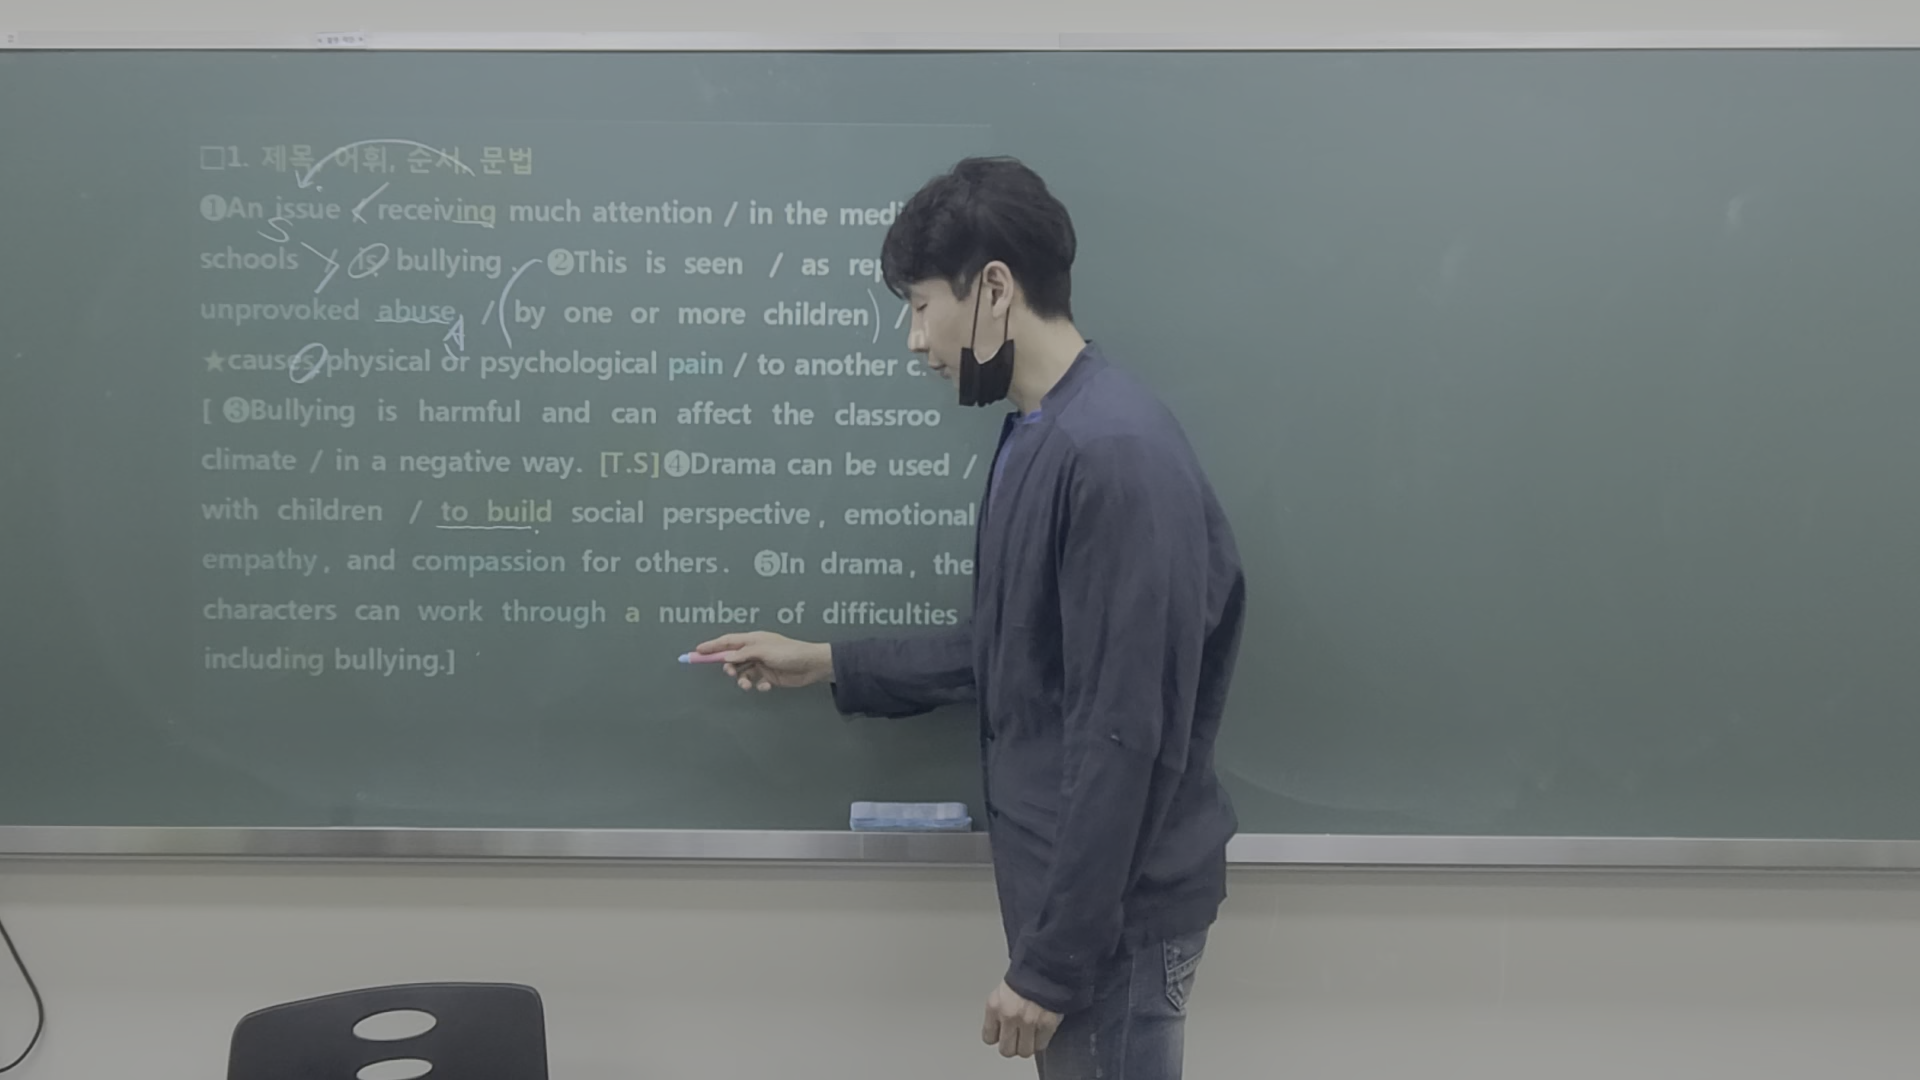 □1. 제목, 어휘, 순서, 문법
❶An issue receiving much attention / in the medi
schools / is bullying. ❷This is seen / as rep
unprovoked abuse, / (by one or more children) /
★causes physical or psychological pain / to another c
[ ❸Bullying is harmful and can affect the classroo
climate / in a negative way. [T.S]❹Drama can be used /
with children / to build social perspective, emotional
empathy, and compassion for others. ❺In drama, the
characters can work through a number of difficulties
including bullying.]
S